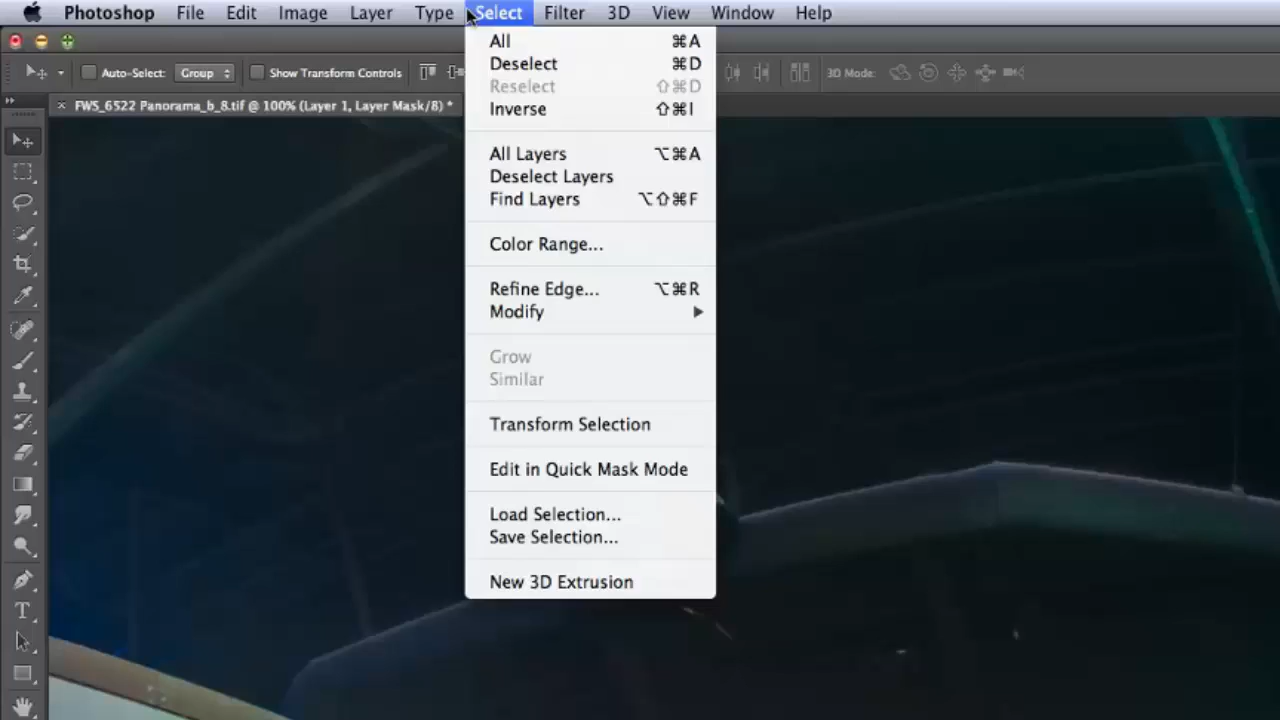 Photoshop File Edit Image Layer Type Select Filter 3D View Window Help
Auto-Select: Group Show Transform Controls 3D Mode:
× FWS_6522 Panorama_b_8.tif @ 100% (Layer 1, Layer Mask/8) *
All ⌘A
Deselect ⌘D
Reselect ⇧⌘D
Inverse ⇧⌘I
All Layers ⌥⌘A
Deselect Layers
Find Layers ⌥⇧⌘F
Color Range...
Refine Edge... ⌥⌘R
Modify ▶
Grow
Similar
Transform Selection
Edit in Quick Mask Mode
Load Selection...
Save Selection...
New 3D Extrusion